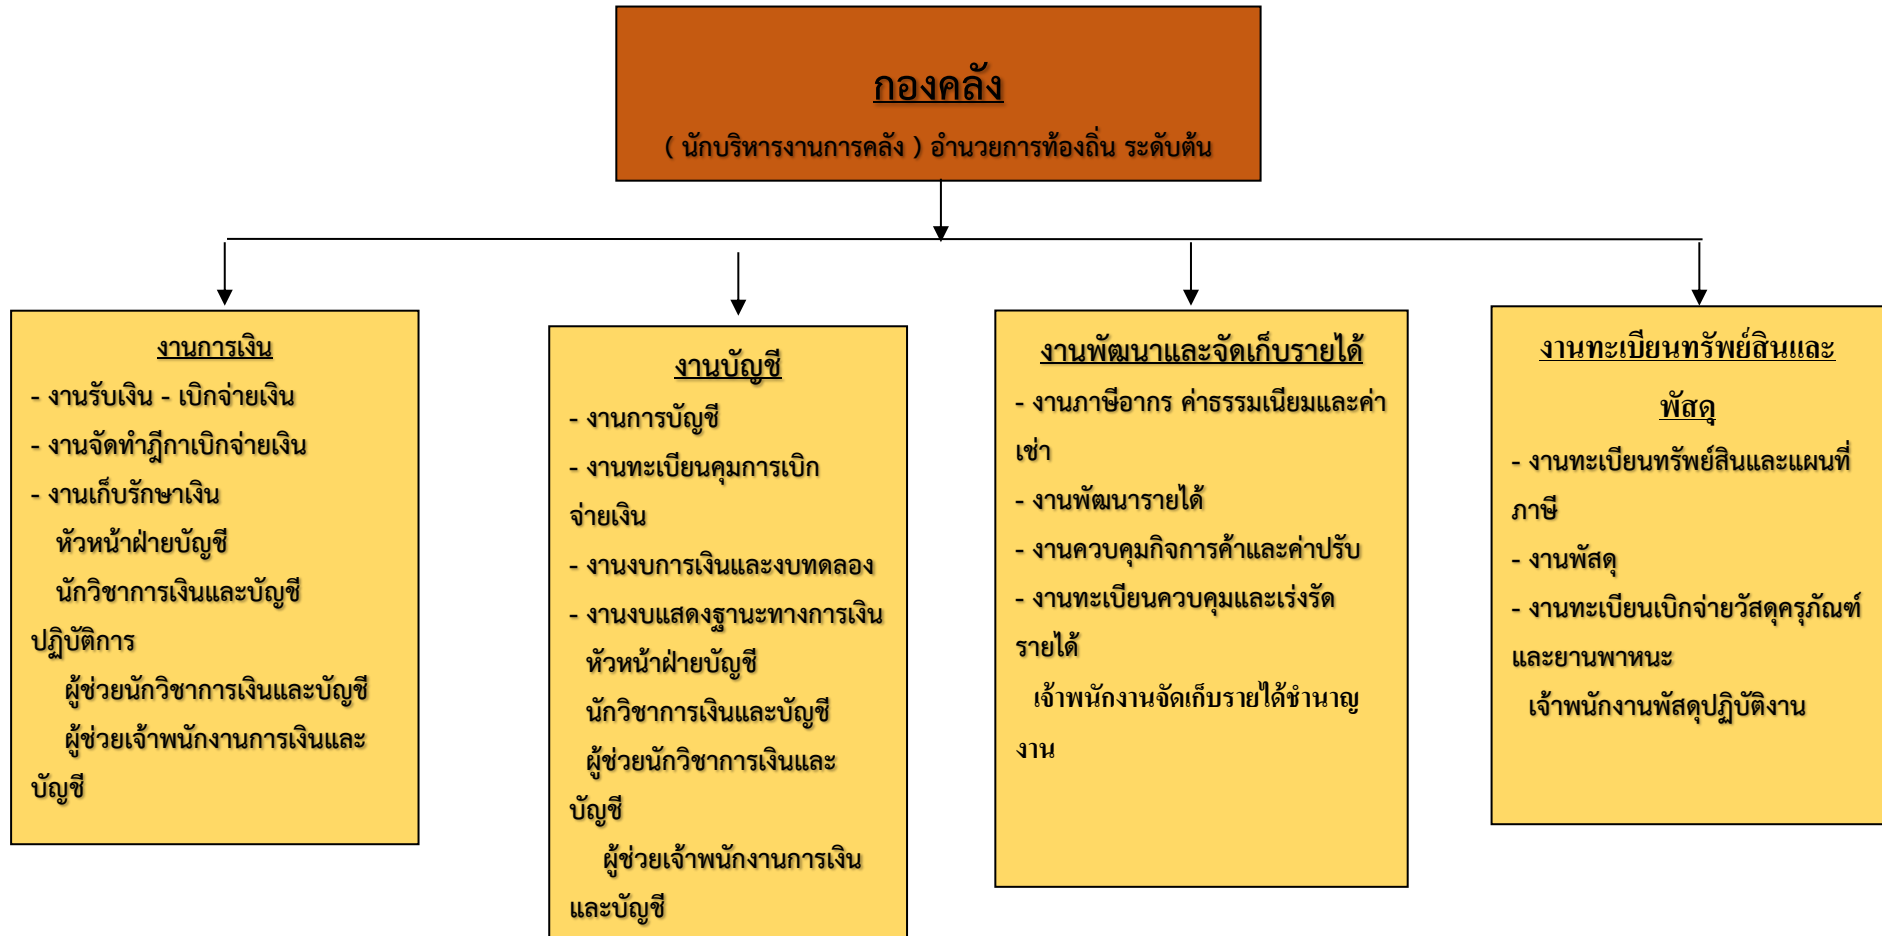 กองคลัง
( นักบริหารงานการคลัง ) อำนวยการท้องถิ่น ระดับต้น
งานการเงิน
- งานรับเงิน - เบิกจ่ายเงิน
- งานจัดทำฎีกาเบิกจ่ายเงิน
- งานเก็บรักษาเงิน
หัวหน้าฝ่ายบัญชี
นักวิชาการเงินและบัญชี
ปฏิบัติการ
ผู้ช่วยนักวิชาการเงินและบัญชี
ผู้ช่วยเจ้าพนักงานการเงินและ
บัญชี
งานบัญชี
- งานการบัญชี
- งานทะเบียนคุมการเบิก
จ่ายเงิน
- งานงบการเงินและงบทดลอง
- งานงบแสดงฐานะทางการเงิน
หัวหน้าฝ่ายบัญชี
นักวิชาการเงินและบัญชี
ผู้ช่วยนักวิชาการเงินและ
บัญชี
ผู้ช่วยเจ้าพนักงานการเงิน
และบัญชี
งานพัฒนาและจัดเก็บรายได้
- งานภาษีอากร ค่าธรรมเนียมและค่า
เช่า
- งานพัฒนารายได้
- งานควบคุมกิจการค้าและค่าปรับ
- งานทะเบียนควบคุมและเร่งรัด
รายได้
เจ้าพนักงานจัดเก็บรายได้ชำนาญ
งาน
งานทะเบียนทรัพย์สินและ
พัสดุ
- งานทะเบียนทรัพย์สินและแผนที่
ภาษี
- งานพัสดุ
- งานทะเบียนเบิกจ่ายวัสดุครุภัณฑ์
และยานพาหนะ
เจ้าพนักงานพัสดุปฏิบัติงาน